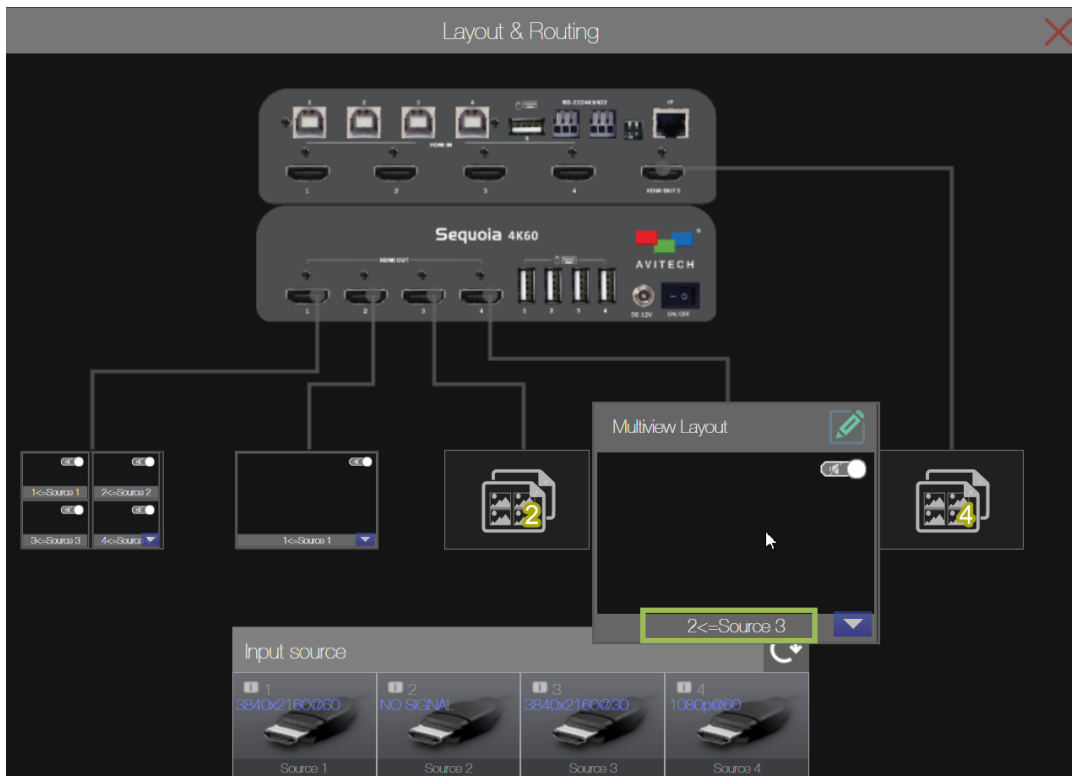 Layout & Routing
1 2 3 4 RS-232/485/422 IP
HDMI IN
1 2 3 4 HDMI OUT 5
Sequoia 4K60
HDMI OUT
AVITECH
1 2 3 4 1 2 3 4 DC 12V ON/OFF
Multiview Layout
1<=Source 1 2<=Source 2
3<=Source 3 4<=Sourc
1<=Source 1
2
4
2<=Source 3
Input source
1 2 3 4
3840x2160@60 NO SIGNAL 3840x2160@30 1080p@60
Source 1 Source 2 Source 3 Source 4